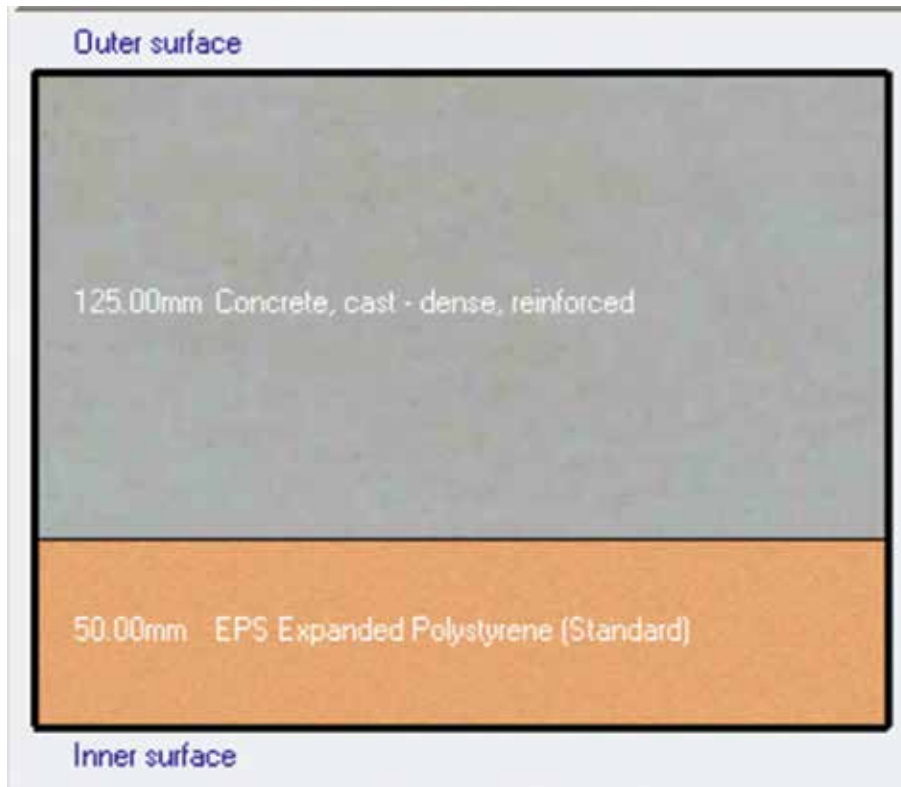 Outer surface
125.00mm Concrete, cast - dense, reinforced
50.00mm EPS Expanded Polystyrene (Standard)
Inner surface